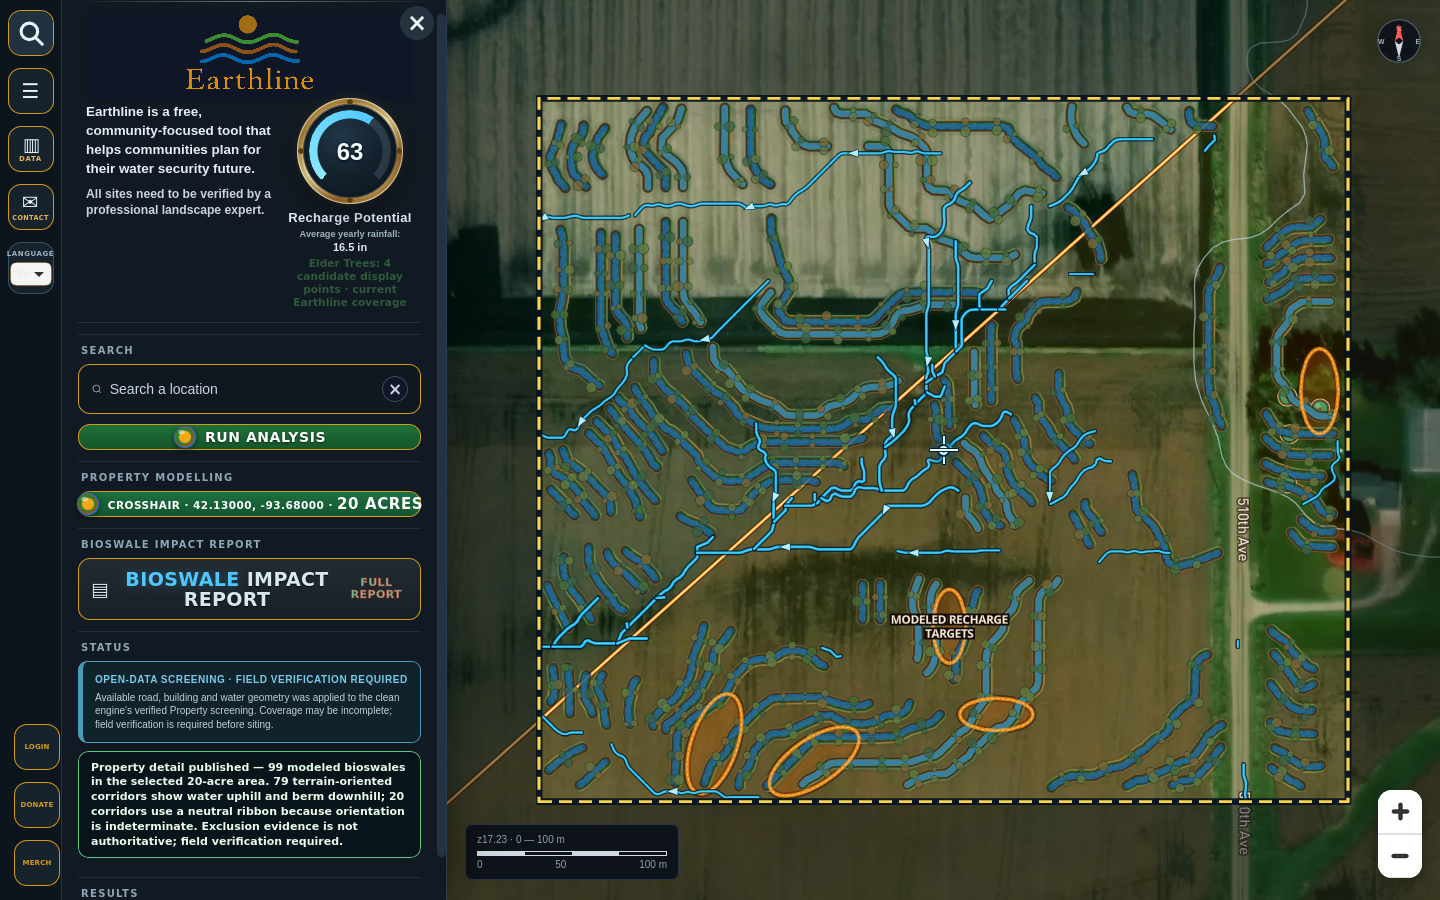 Earthline
Earthline is a free,
community-focused tool that
helps communities plan for
their water security future.
All sites need to be verified by a
professional landscape expert.
63
Recharge Potential
Average yearly rainfall:
16.5 in
Elder Trees: 4
candidate display
points · current
Earthline coverage
DATA
CONTACT
LANGUAGE
LOGIN
DONATE
MERCH
SEARCH
Search a location
RUN ANALYSIS
PROPERTY MODELLING
CROSSHAIR · 42.13000, -93.68000 · 20 ACRES
BIOSWALE IMPACT REPORT
BIOSWALE IMPACT
REPORT
FULL
REPORT
STATUS
OPEN-DATA SCREENING · FIELD VERIFICATION REQUIRED
Available road, building and water geometry was applied to the clean
engine's verified Property screening. Coverage may be incomplete;
field verification is required before siting.
Property detail published — 99 modeled bioswales
in the selected 20-acre area. 79 terrain-oriented
corridors show water uphill and berm downhill; 20
corridors use a neutral ribbon because orientation
is indeterminate. Exclusion evidence is not
authoritative; field verification required.
RESULTS
N
W E
S
510th Ave
MODELED RECHARGE
TARGETS
0th Ave
z17.23 · 0 — 100 m
0 50 100 m